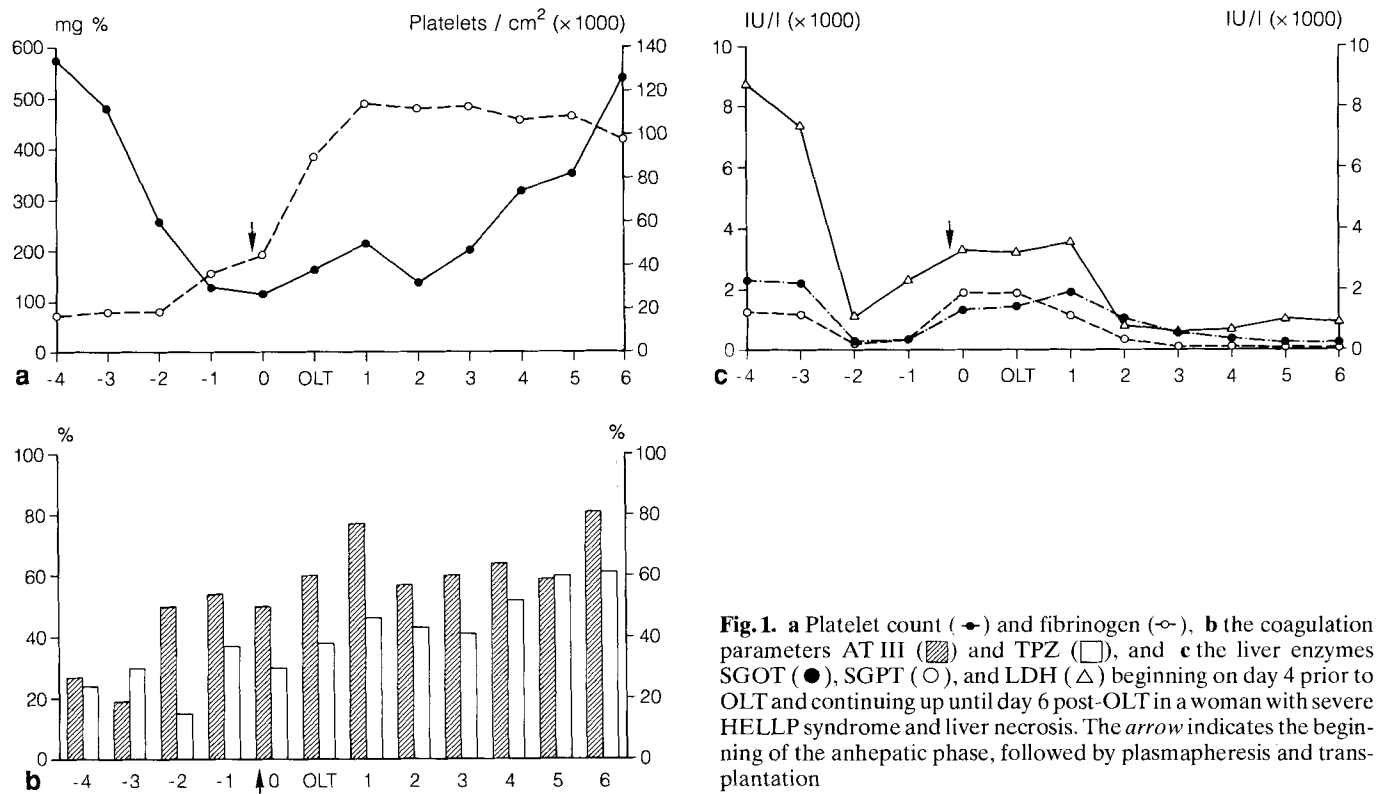 mg %
Platelets / cm² (×1000)
600
500
400
300
200
100
0
140
120
100
80
60
40
20
0
a -4 -3 -2 -1 0 OLT 1 2 3 4 5 6
IU/l (×1000)
IU/l (×1000)
10
8
6
4
2
0
10
8
6
4
2
0
c -4 -3 -2 -1 0 OLT 1 2 3 4 5 6
%
%
100
80
60
40
20
0
100
80
60
40
20
0
b -4 -3 -2 -1 0 OLT 1 2 3 4 5 6
Fig. 1. a Platelet count (●) and fibrinogen (○), b the coagulation
parameters AT III (▨) and TPZ (□), and c the liver enzymes
SGOT (●), SGPT (○), and LDH (△) beginning on day 4 prior to
OLT and continuing up until day 6 post-OLT in a woman with severe
HELLP syndrome and liver necrosis. The arrow indicates the begin-
ning of the anhepatic phase, followed by plasmapheresis and trans-
plantation